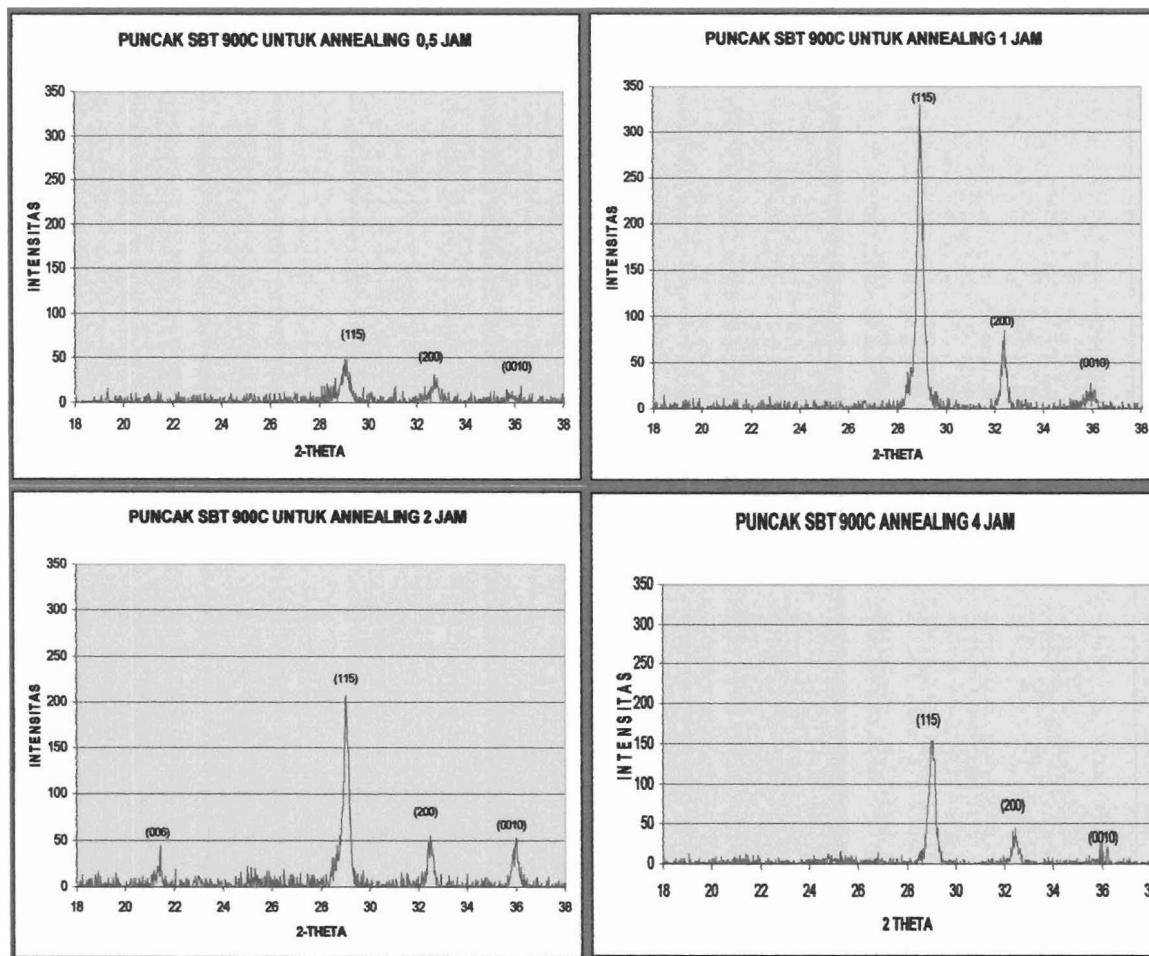 PUNCAK SBT 900C UNTUK ANNEALING 0,5 JAM
350
300
250
200
150
100
50
0
INTENSITAS
(115)
(200)
(0010)
18 20 22 24 26 28 30 32 34 36 38
2-THETA
PUNCAK SBT 900C UNTUK ANNEALING 1 JAM
350
300
250
200
150
100
50
0
INTENSITAS
(115)
(200)
(0010)
18 20 22 24 26 28 30 32 34 36 38
2-THETA
PUNCAK SBT 900C UNTUK ANNEALING 2 JAM
350
300
250
200
150
100
50
0
INTENSITAS
(006)
(115)
(200)
(0010)
18 20 22 24 26 28 30 32 34 36 38
2-THETA
PUNCAK SBT 900C ANNEALING 4 JAM
350
300
250
200
150
100
50
0
INTENSITAS
(115)
(200)
(0010)
18 20 22 24 26 28 30 32 34 36 38
2 THETA